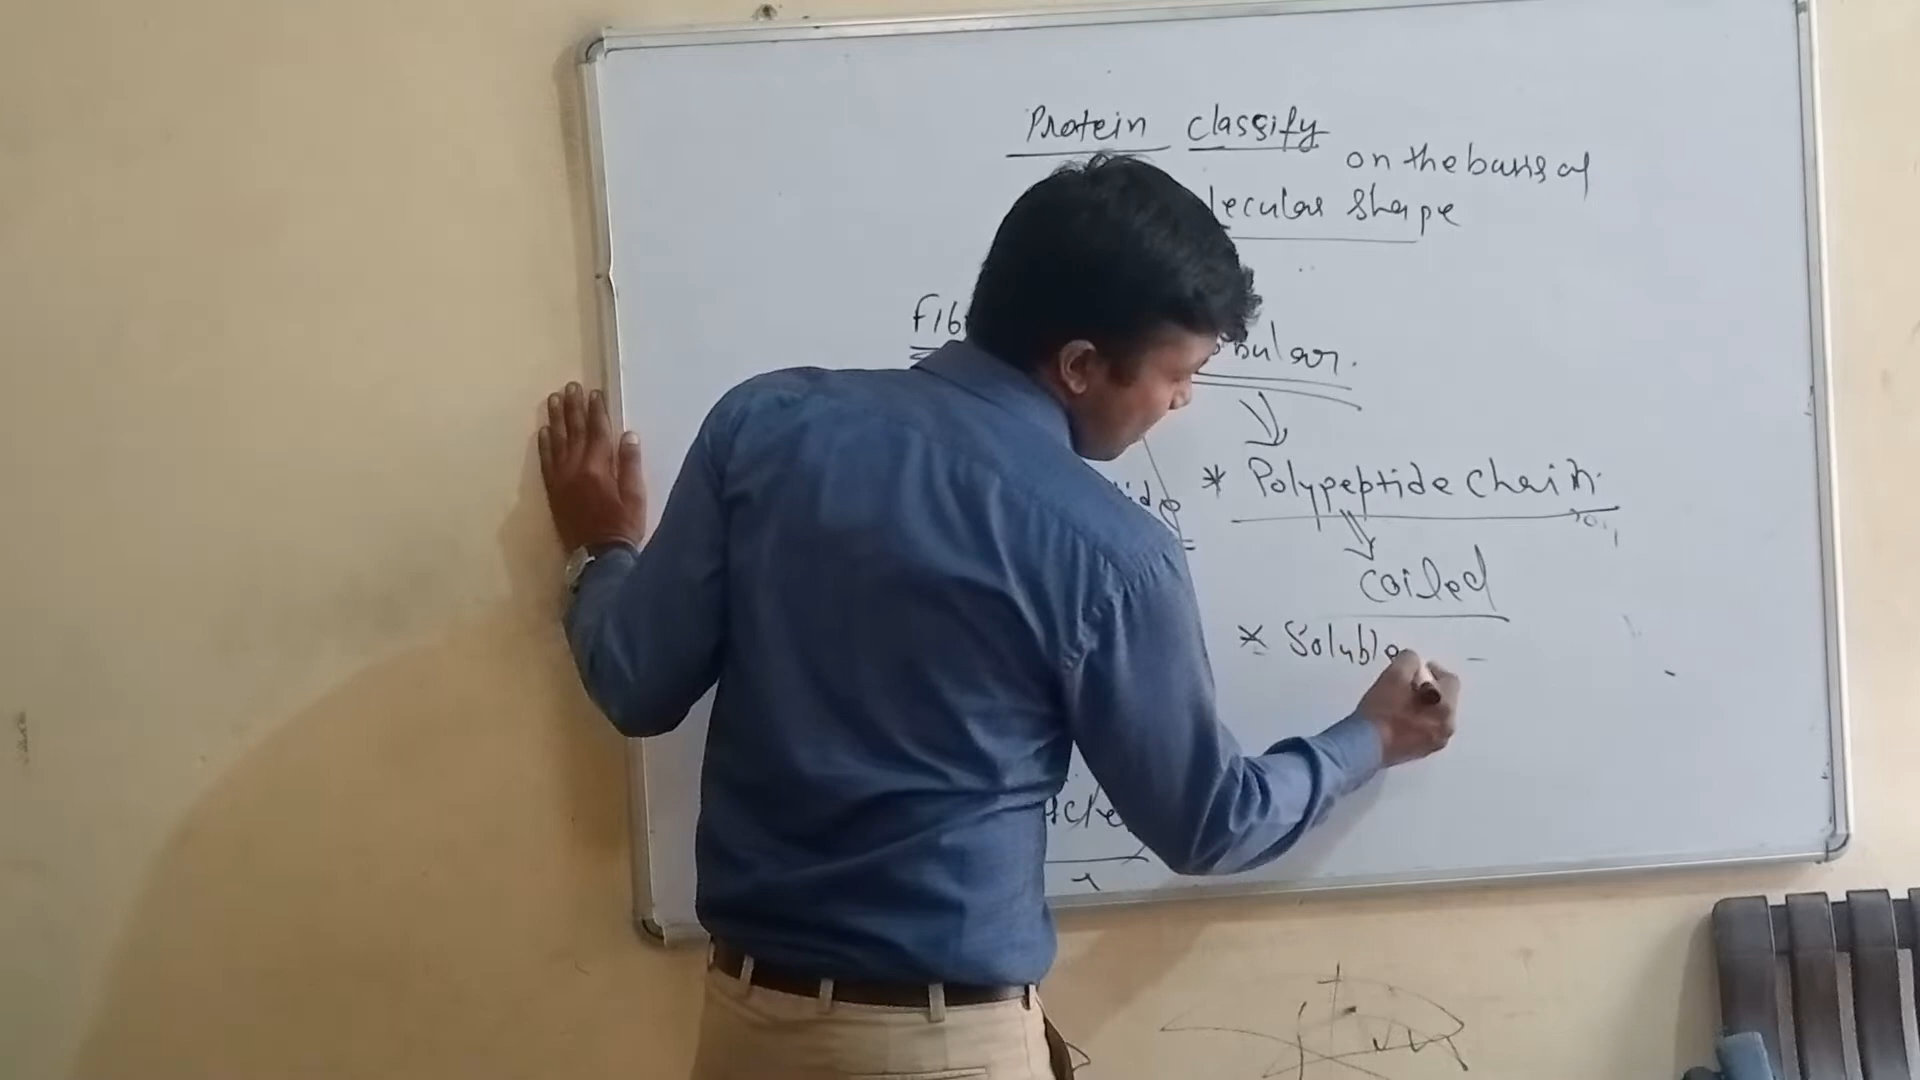 Protein classify
on the basis of
lecular shape
Fib
bular.
* Polypeptide chain.
coiled
* Soluble